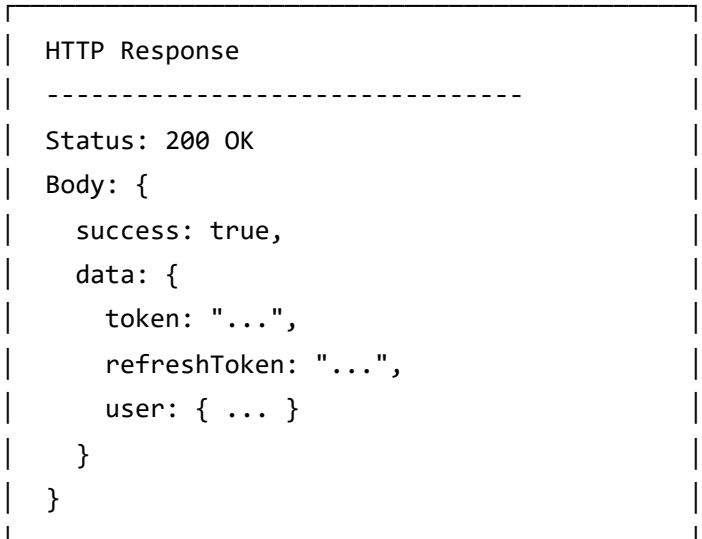 HTTP Response
--------------------------------
Status: 200 OK
Body: {
success: true,
data: {
token: "...",
refreshToken: "...",
user: { ... }
}
}